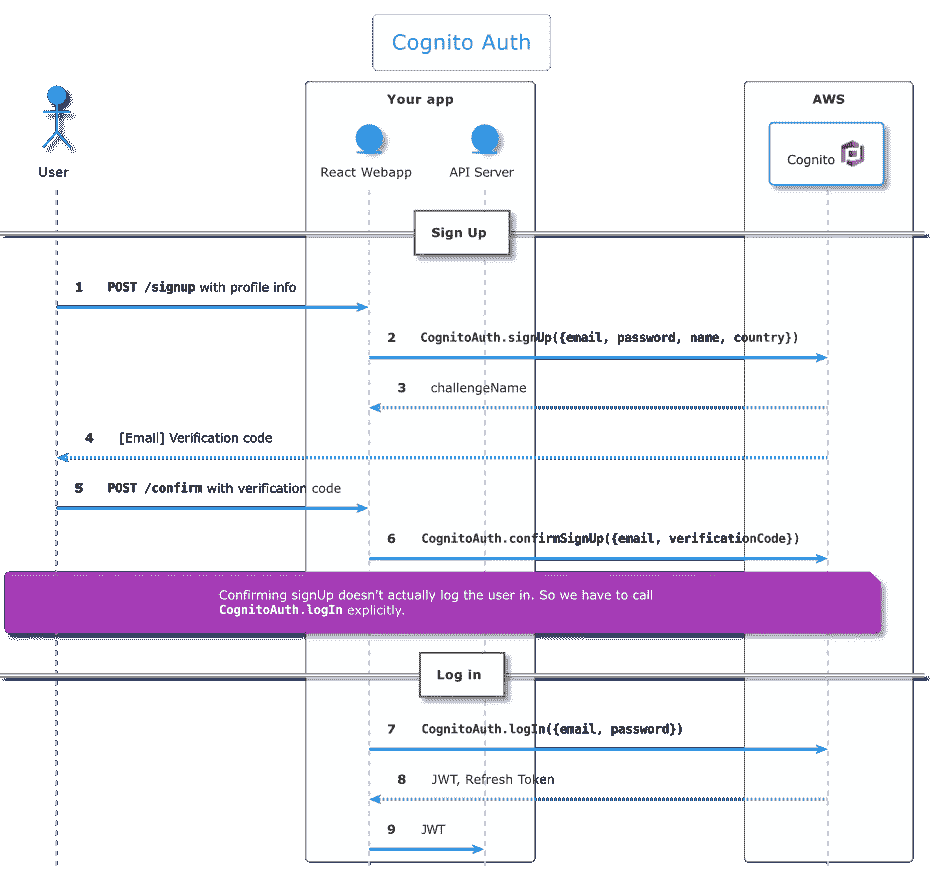 Cognito Auth
Your app
AWS
User
React Webapp
API Server
Cognito
Sign Up
1 POST /signup with profile info
2 CognitoAuth.signUp({email, password, name, country})
3 challengeName
4 [Email] Verification code
5 POST /confirm with verification code
6 CognitoAuth.confirmSignUp({email, verificationCode})
Confirming signUp doesn't actually log the user in. So we have to call
CognitoAuth.logIn explicitly.
Log in
7 CognitoAuth.logIn({email, password})
8 JWT, Refresh Token
9 JWT